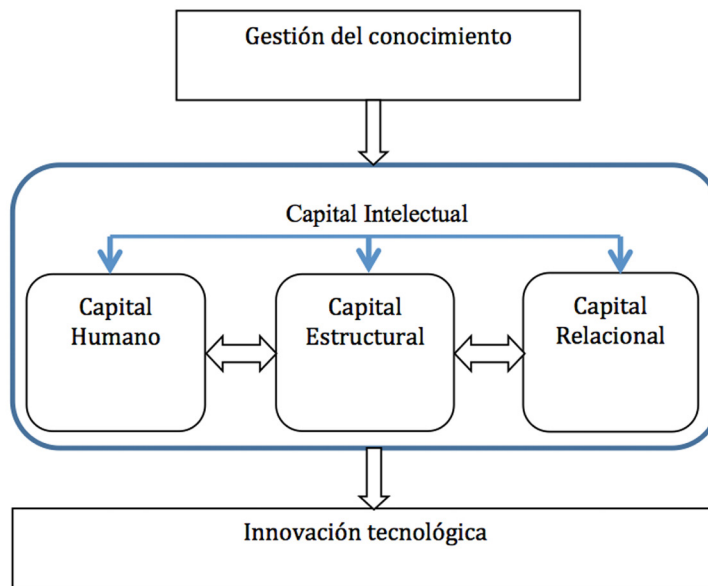 Gestión del conocimiento
Capital Intelectual
Capital
Humano
Capital
Estructural
Capital
Relacional
Innovación tecnológica